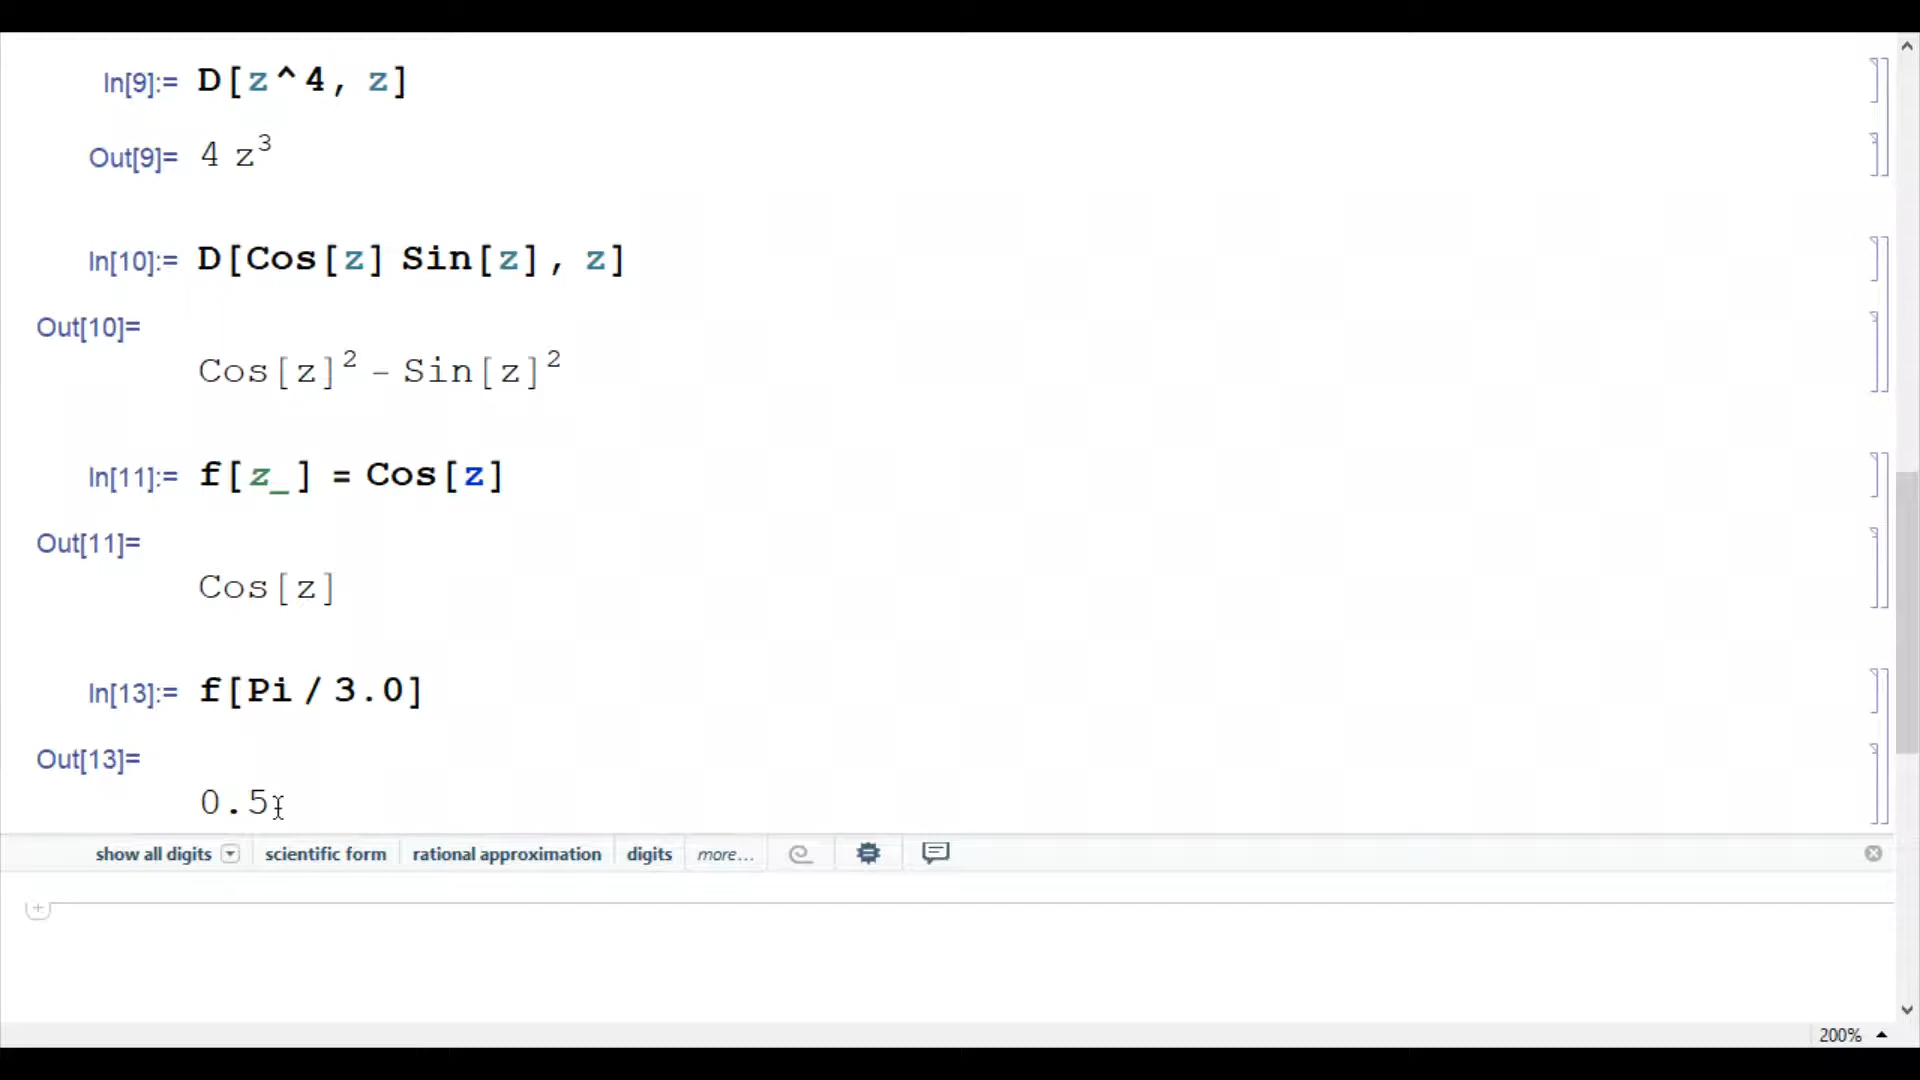 In[9]:= D[z^4, z]
Out[9]= 4 z³
In[10]:= D[Cos[z] Sin[z], z]
Out[10]=
Cos[z]² - Sin[z]²
In[11]:= f[z_] = Cos[z]
Out[11]=
Cos[z]
In[13]:= f[Pi / 3.0]
Out[13]=
0.5
show all digits scientific form rational approximation digits more...
200%